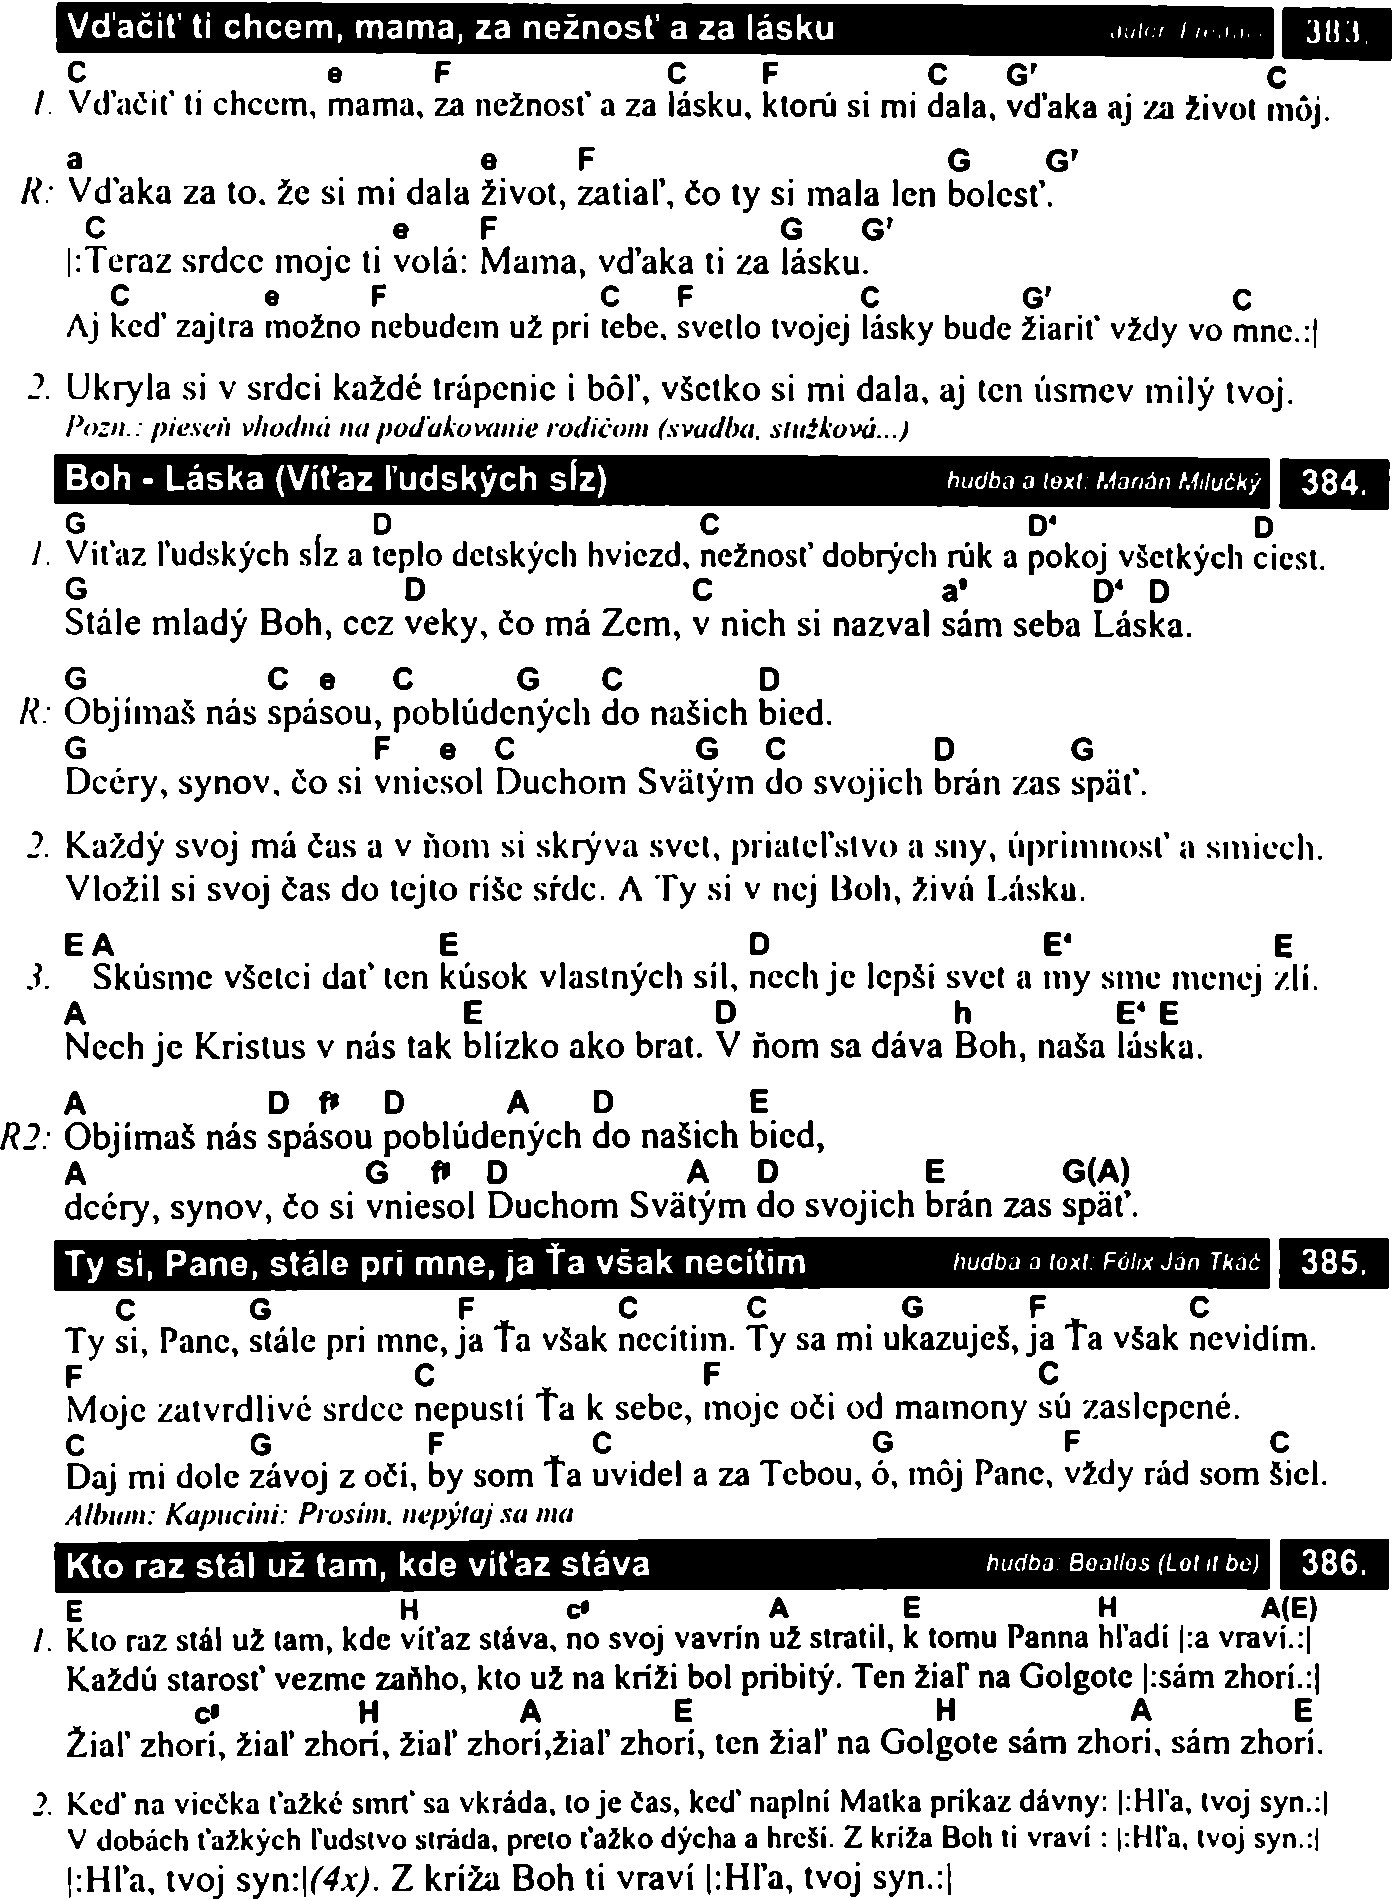 Vďačiť ti chcem, mama, za nežnosť a za lásku 383.
C e F C F C G7 C
1. Vďačiť ti chcem, mama, za nežnosť a za lásku, ktorú si mi dala, vďaka aj za život môj.
a e F G G7
R: Vďaka za to, že si mi dala život, zatiaľ, čo ty si mala len bolesť.
C e F G G7
|:Teraz srdce moje ti volá: Mama, vďaka ti za lásku.
C e F C F C G7 C
Aj keď zajtra možno nebudem už pri tebe, svetlo tvojej lásky bude žiariť vždy vo mne.:|
2. Ukryla si v srdci každé trápenie i bôľ, všetko si mi dala, aj ten úsmev milý tvoj.
Pozn.: pieseň vhodná na poďakovanie rodičom (svadba, stužková...)
Boh - Láska (Víťaz ľudských sĺz) hudba a text: Marián Milučký 384.
G D C D4 D
1. Víťaz ľudských sĺz a teplo detských hviezd, nežnosť dobrých rúk a pokoj všetkých ciest.
G D C a9 D4 D
Stále mladý Boh, cez veky, čo má Zem, v nich si nazval sám seba Láska.
G C e C G C D
R: Objímaš nás spásou, poblúdených do našich bied.
G F e C G C D G
Dcéry, synov, čo si vniesol Duchom Svätým do svojich brán zas späť.
2. Každý svoj má čas a v ňom si skrýva svet, priateľstvo a sny, úprimnosť a smiech.
Vložil si svoj čas do tejto ríše sŕdc. A Ty si v nej Boh, živá Láska.
E A E D E4 E
3. Skúsme všetci dať ten kúsok vlastných síl, nech je lepší svet a my sme menej zlí.
A E D h E4 E
Nech je Kristus v nás tak blízko ako brat. V ňom sa dáva Boh, naša láska.
A D f# D A D E
R2: Objímaš nás spásou poblúdených do našich bied,
A G f# D A D E G(A)
dcéry, synov, čo si vniesol Duchom Svätým do svojich brán zas späť.
Ty si, Pane, stále pri mne, ja Ťa však necítim hudba a text: Félix Ján Tkáč 385.
C G F C C G F C
Ty si, Pane, stále pri mne, ja Ťa však necítim. Ty sa mi ukazuješ, ja Ťa však nevidím.
F C F C
Moje zatvrdlivé srdce nepustí Ťa k sebe, moje oči od mamony sú zaslepené.
C G F C G F C
Daj mi dole závoj z očí, by som Ťa uvidel a za Tebou, ó, môj Pane, vždy rád som šiel.
Album: Kapucíni: Prosím, nepýtaj sa ma
Kto raz stál už tam, kde víťaz stáva hudba: Beatles (Let it be) 386.
E H c# A E H A(E)
1. Kto raz stál už tam, kde víťaz stáva, no svoj vavrín už stratil, k tomu Panna hľadí |:a vraví.:|
Každú starosť vezme zaňho, kto už na kríži bol pribitý. Ten žiaľ na Golgote |:sám zhorí.:|
c# H A E H A E
Žiaľ zhorí, žiaľ zhorí, žiaľ zhorí,žiaľ zhorí, ten žiaľ na Golgote sám zhorí, sám zhorí.
2. Keď na viečka ťažké smrť sa vkráda, to je čas, keď naplní Matka príkaz dávny: |:Hľa, tvoj syn.:|
V dobách ťažkých ľudstvo stráda, preto ťažko dýcha a hreší. Z kríža Boh ti vraví : |:Hľa, tvoj syn.:|
|:Hľa, tvoj syn:|(4x). Z kríža Boh ti vraví |:Hľa, tvoj syn.:|